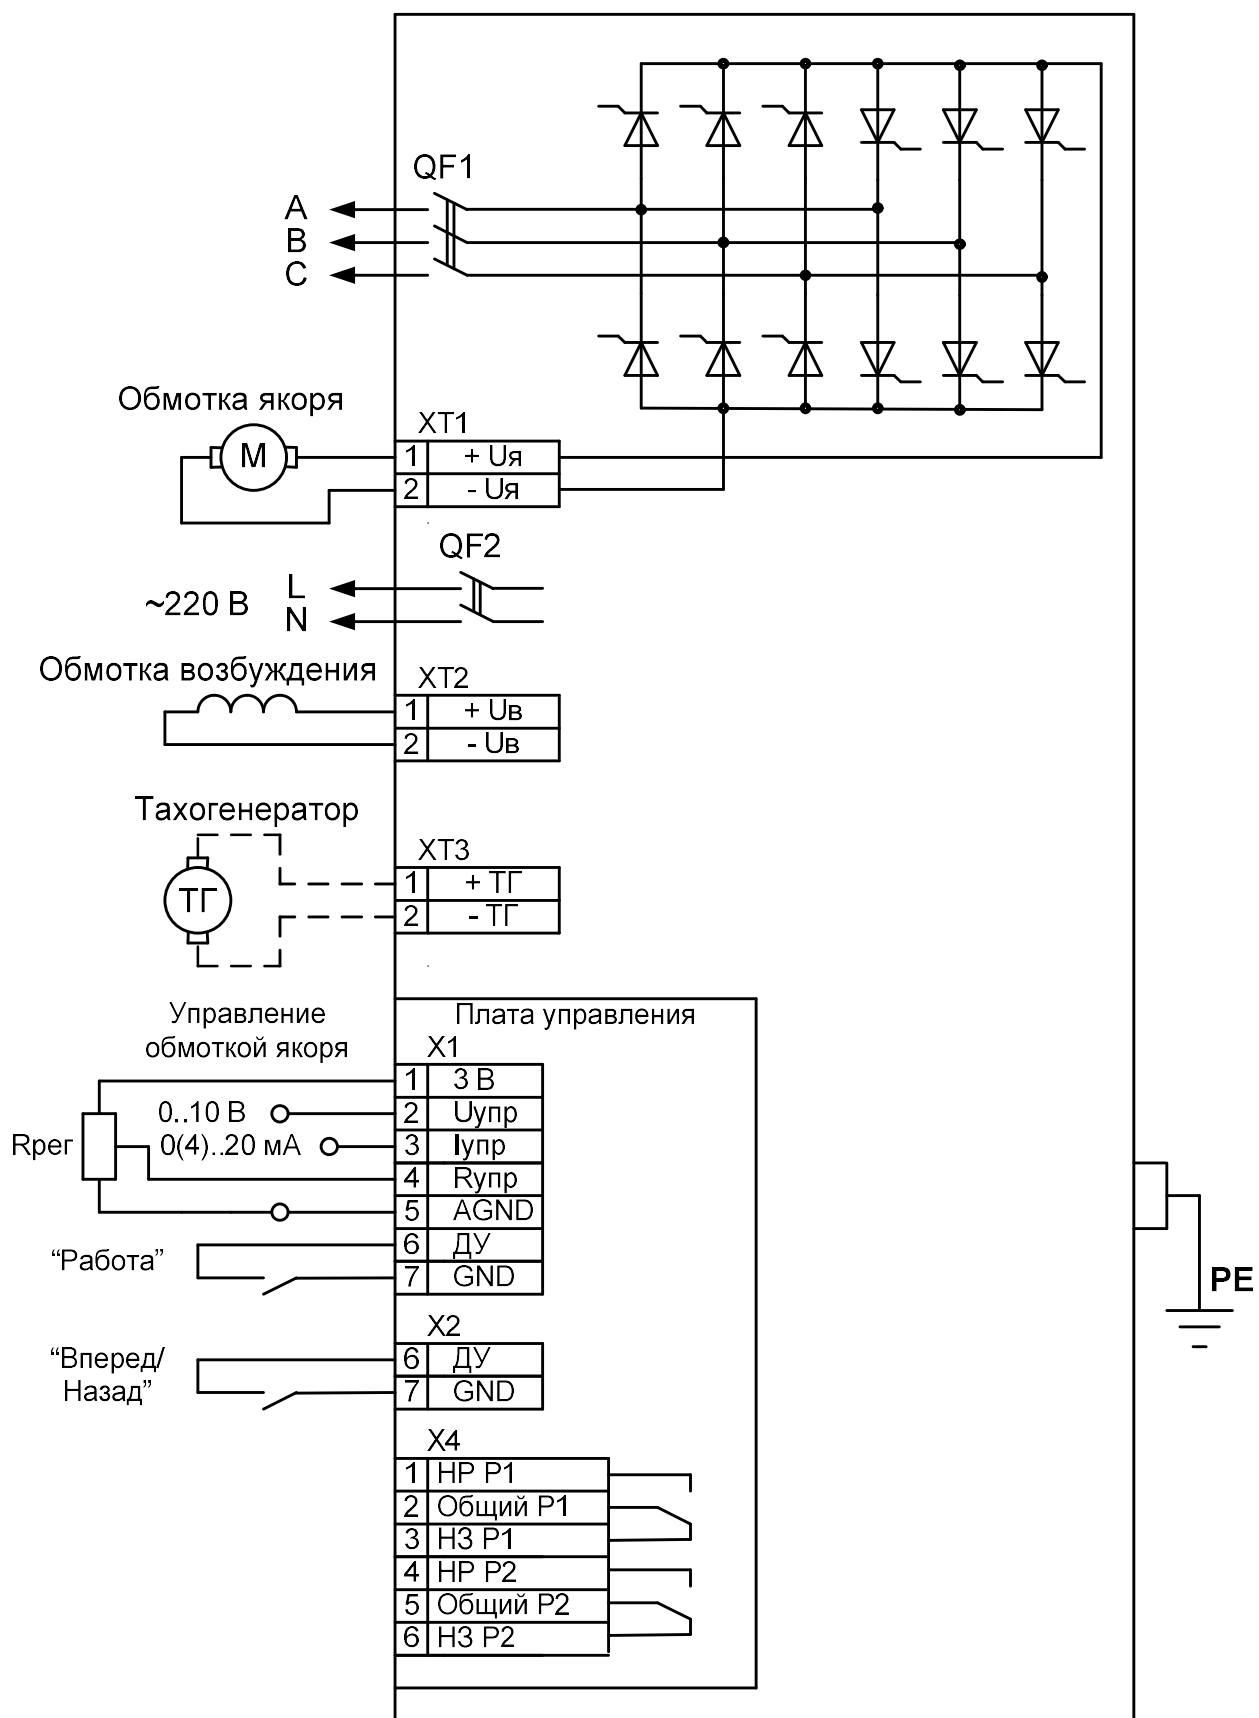 QF1
A
B
C
Обмотка якоря
XT1
M
1 + Uя
2 - Uя
QF2
~220 В
L
N
Обмотка возбуждения
XT2
1 + Uв
2 - Uв
Тахогенератор
XT3
ТГ
1 + ТГ
2 - ТГ
Управление
обмоткой якоря
Плата управления
X1
1 3 В
0..10 В 2 Uупр
Rрег 0(4)..20 мА 3 Iупр
4 Rупр
5 AGND
“Работа” 6 ДУ
7 GND
PE
X2
“Вперед/ 6 ДУ
Назад” 7 GND
X4
1 НР Р1
2 Общий Р1
3 НЗ Р1
4 НР Р2
5 Общий Р2
6 НЗ Р2